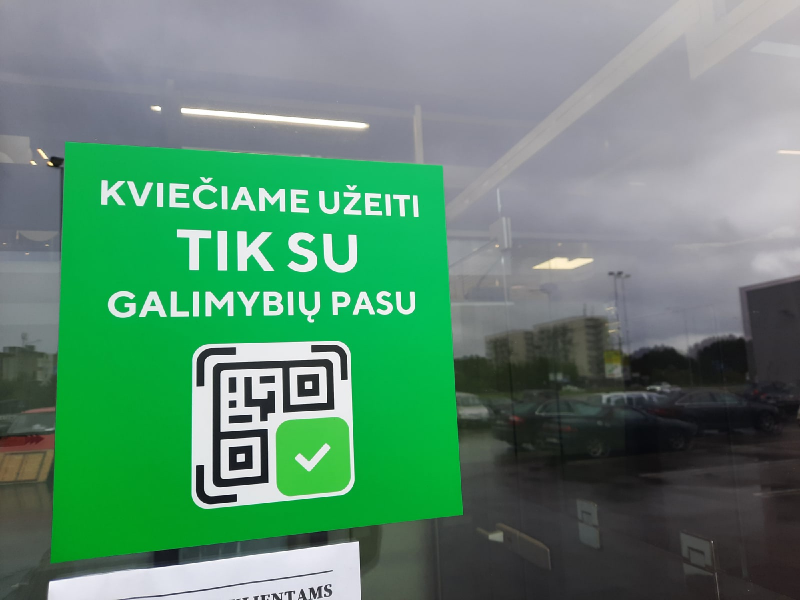 KVIEČIAME UŽEITI
TIK SU
GALIMYBIŲ PASU